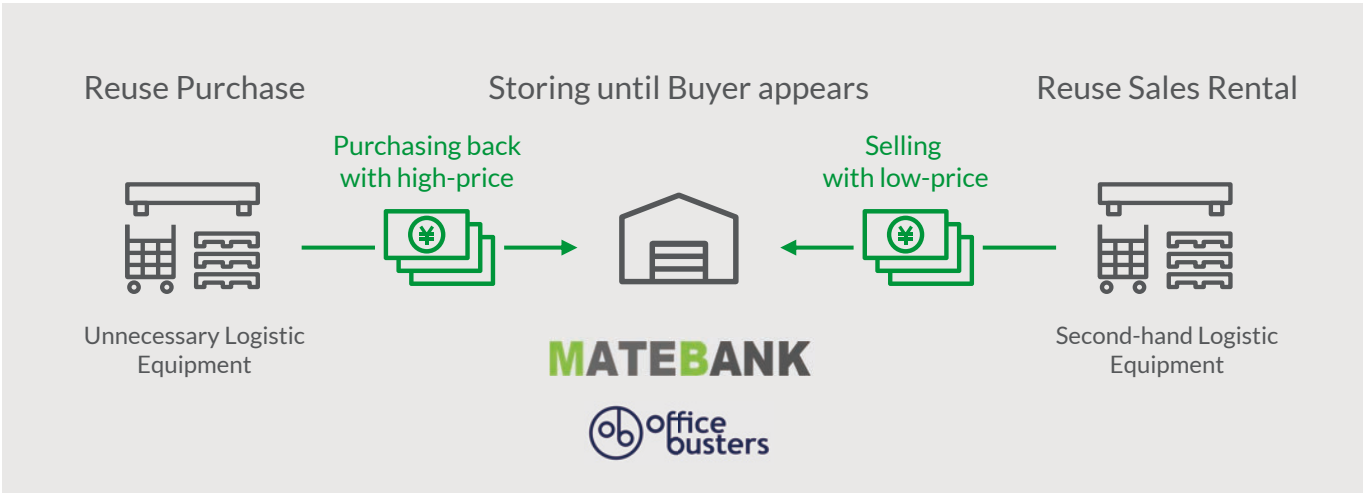 Reuse Purchase
Storing until Buyer appears
Reuse Sales Rental
Purchasing back
with high-price
Selling
with low-price
¥
¥
Unnecessary Logistic
Equipment
MATEBANK
ob office
busters
Second-hand Logistic
Equipment